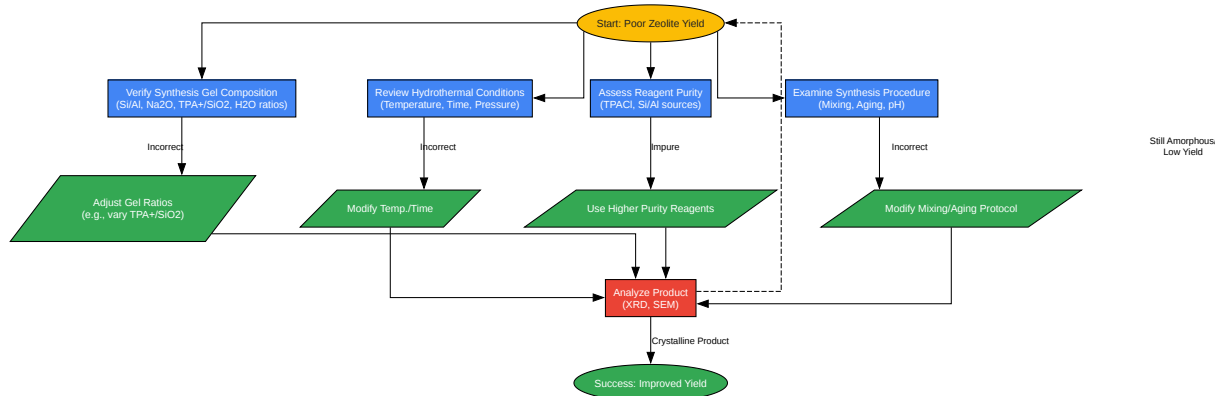 Start: Poor Zeolite Yield
Verify Synthesis Gel Composition
(Si/Al, Na2O, TPA+/SiO2, H2O ratios)
Review Hydrothermal Conditions
(Temperature, Time, Pressure)
Assess Reagent Purity
(TPACl, Si/Al sources)
Examine Synthesis Procedure
(Mixing, Aging, pH)
Incorrect
Incorrect
Impure
Incorrect
Still Amorphous/
Low Yield
Adjust Gel Ratios
(e.g., vary TPA+/SiO2)
Modify Temp./Time
Use Higher Purity Reagents
Modify Mixing/Aging Protocol
Analyze Product
(XRD, SEM)
Crystalline Product
Success: Improved Yield